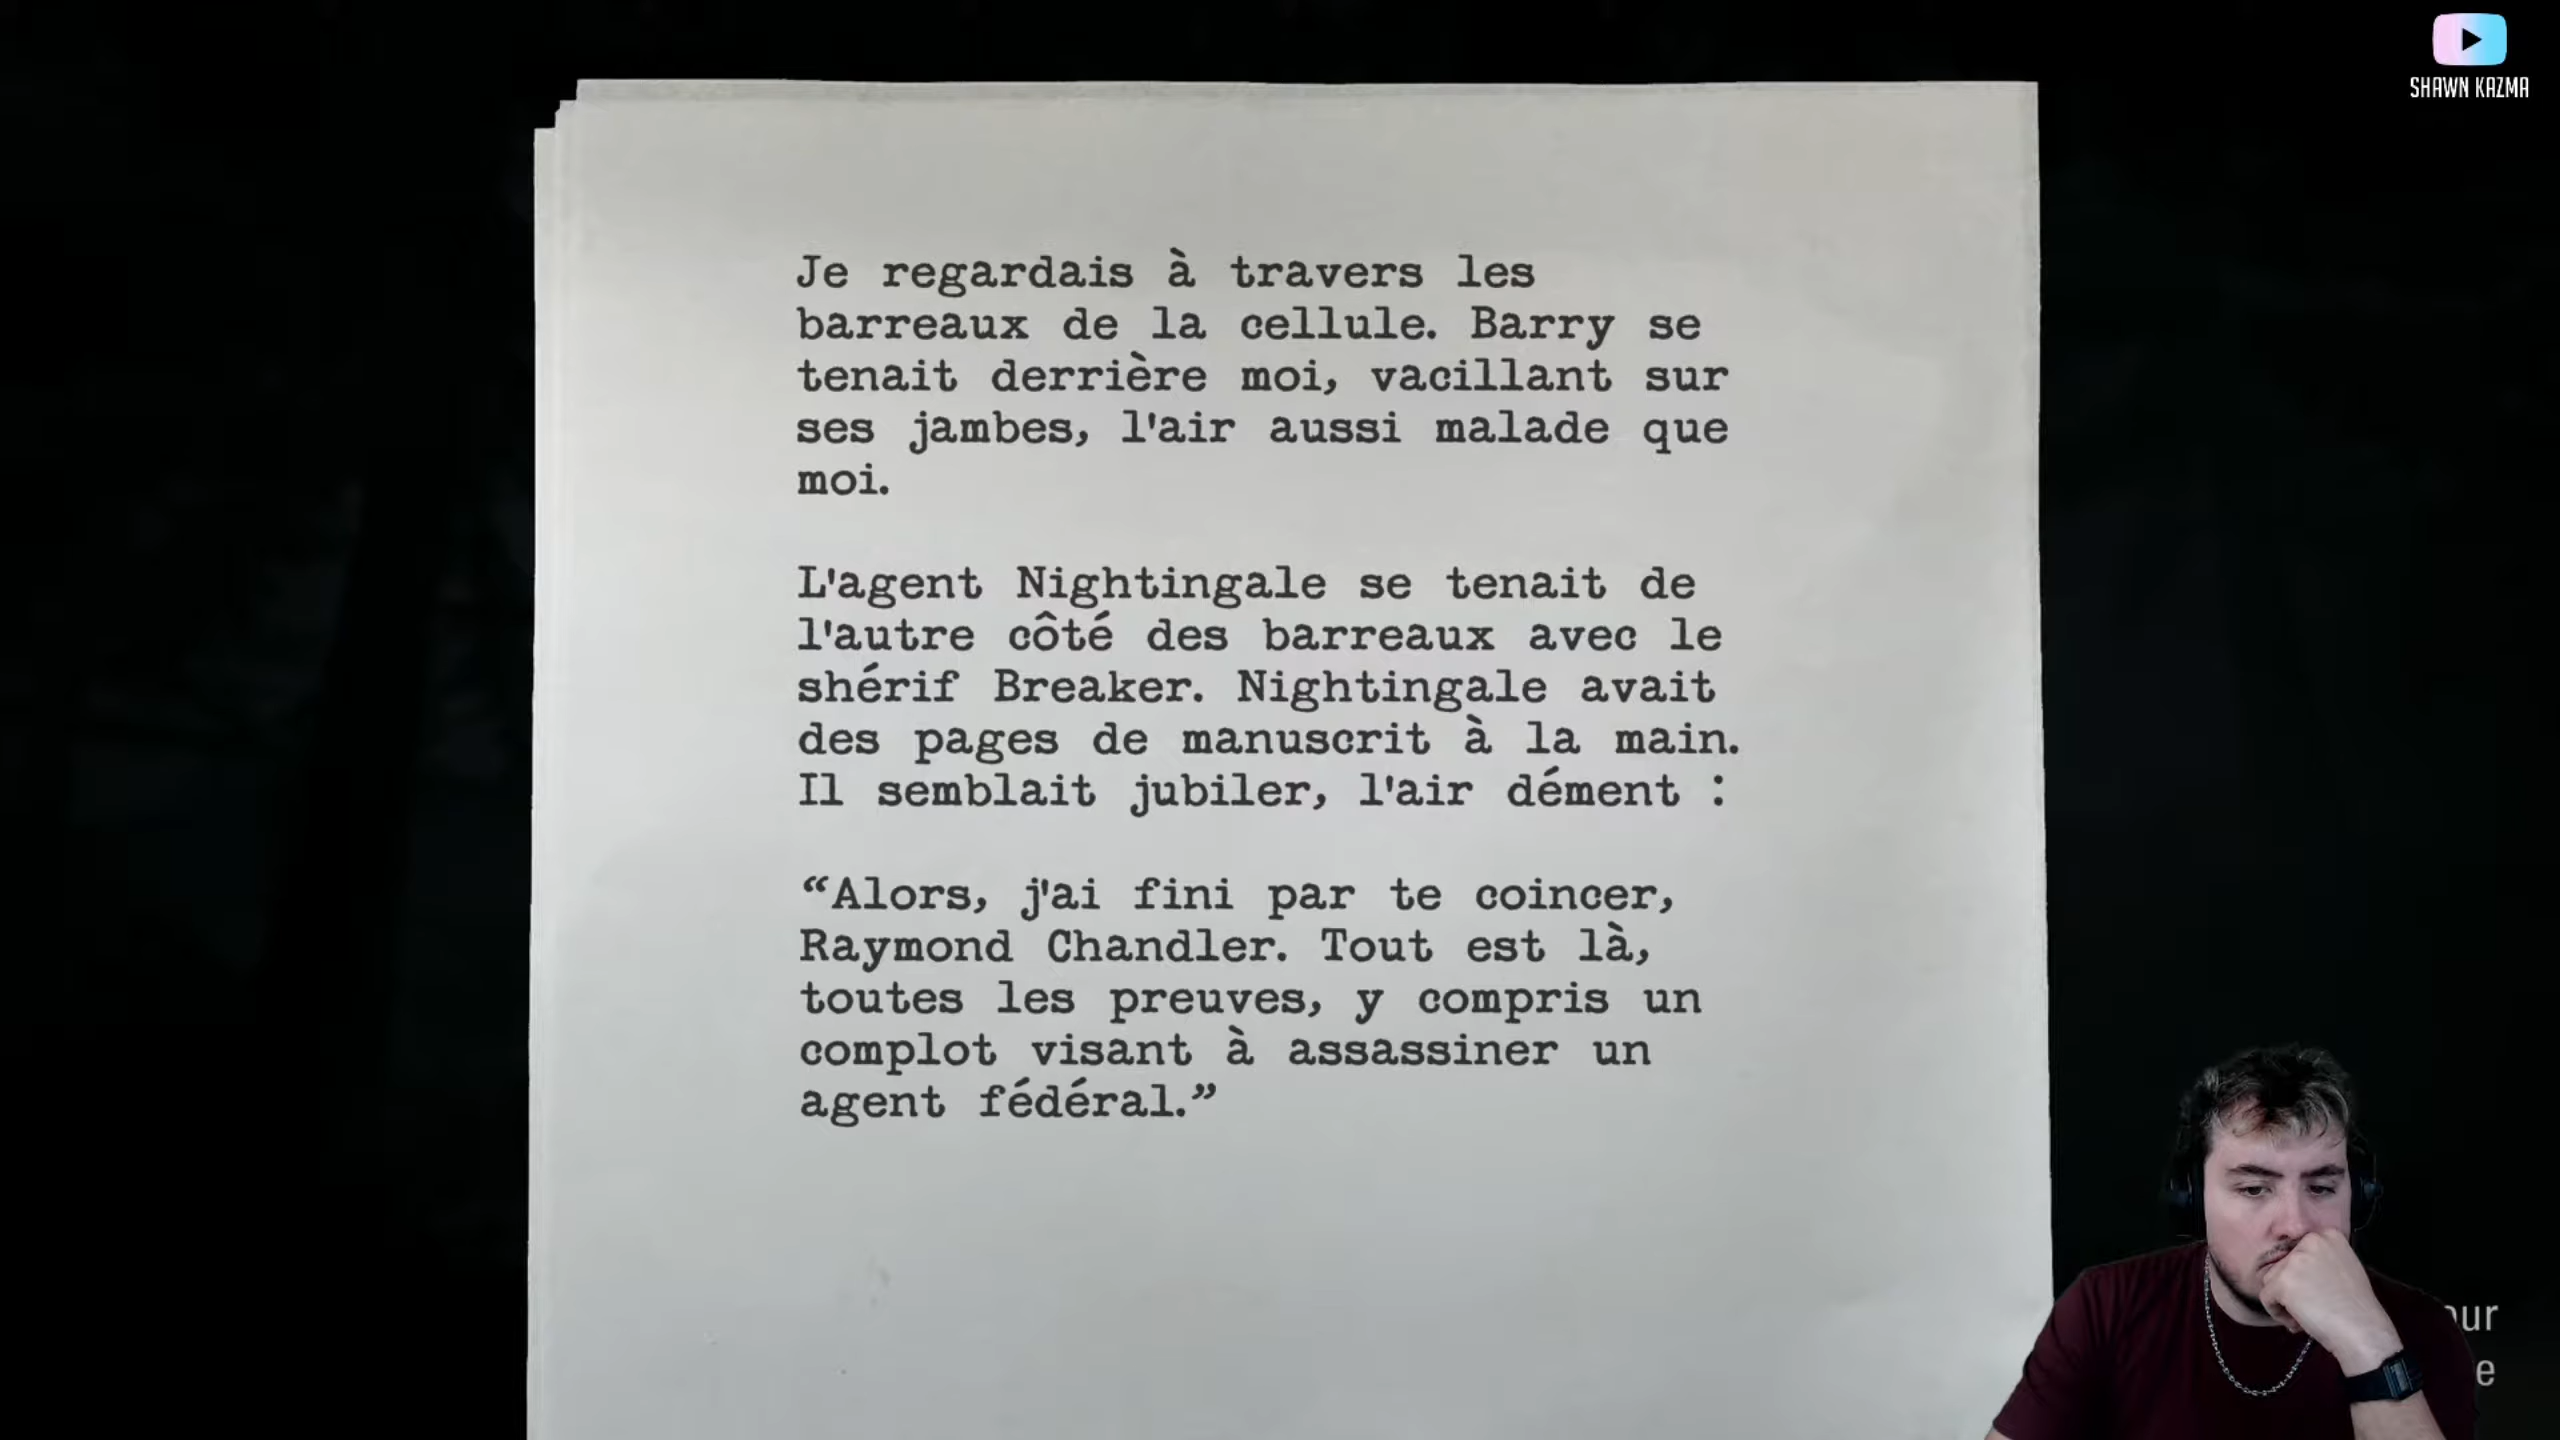 SHAWN KAZMA
Je regardais à travers les
barreaux de la cellule. Barry se
tenait derrière moi, vacillant sur
ses jambes, l'air aussi malade que
moi.
L'agent Nightingale se tenait de
l'autre côté des barreaux avec le
shérif Breaker. Nightingale avait
des pages de manuscrit à la main.
Il semblait jubiler, l'air dément :
“Alors, j'ai fini par te coincer,
Raymond Chandler. Tout est là,
toutes les preuves, y compris un
complot visant à assassiner un
agent fédéral.”